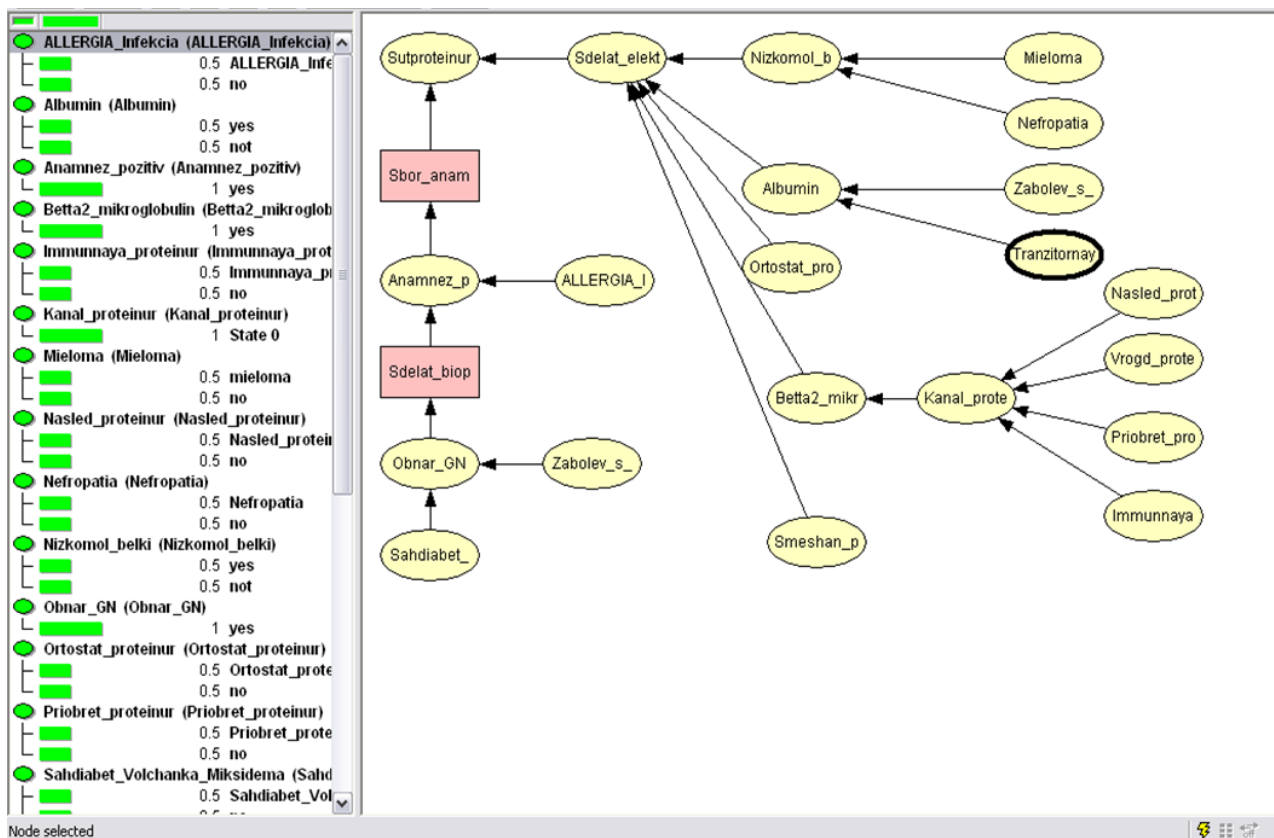 ALLERGIA_Infekcia (ALLERGIA_Infekcia)
0.5 ALLERGIA_Infe
0.5 no
Albumin (Albumin)
0.5 yes
0.5 not
Anamnez_pozitiv (Anamnez_pozitiv)
1 yes
Betta2_mikroglobulin (Betta2_mikroglob
1 yes
Immunnaya_proteinur (Immunnaya_prot
0.5 Immunnaya_pi
0.5 no
Kanal_proteinur (Kanal_proteinur)
1 State 0
Mieloma (Mieloma)
0.5 mieloma
0.5 no
Nasled_proteinur (Nasled_proteinur)
0.5 Nasled_protei
0.5 no
Nefropatia (Nefropatia)
0.5 Nefropatia
0.5 no
Nizkomol_belki (Nizkomol_belki)
0.5 yes
0.5 not
Obnar_GN (Obnar_GN)
1 yes
Ortostat_proteinur (Ortostat_proteinur)
0.5 Ortostat_prote
0.5 no
Priobret_proteinur (Priobret_proteinur)
0.5 Priobret_prote
0.5 no
Sahdiabet_Volchanka_Miksidema (Sahd
0.5 Sahdiabet_Vol
Node selected
Sutproteinur
Sdelat_elekt
Nizkomol_b
Mieloma
Nefropatia
Sbor_anam
Albumin
Zabolev_s_
Tranzitornay
Ortostat_pro
Anamnez_p
ALLERGIA_I
Nasled_prot
Vrogd_prote
Sdelat_biop
Betta2_mikr
Kanal_prote
Priobret_pro
Obnar_GN
Zabolev_s_
Immunnaya
Smeshan_p
Sahdiabet_
off